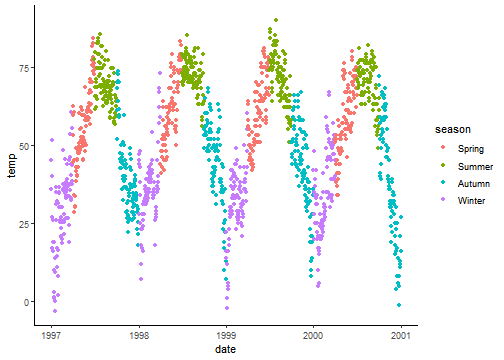 75
50
25
0
temp
1997
1998
1999
2000
2001
date
season
Spring
Summer
Autumn
Winter